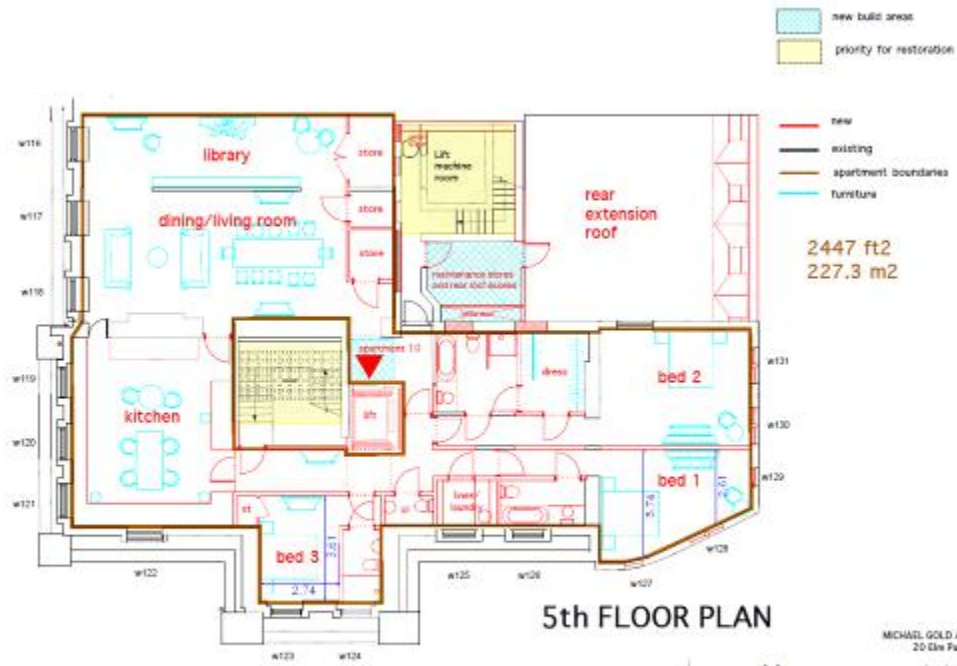 new build areas
priority for restoration
new
existing
apartment boundaries
furniture
2447 ft2
227.3 m2
w116
w117
w118
w119
w120
w121
w122
w123
w124
w125
w126
w127
w128
w129
w130
w131
library
dining/living room
store
store
store
Lift
machine
room
maintenance stores
and rear roof access
rear
extension
roof
apartment 10
lift
kitchen
dress
bed 2
bed 1
3.74
2.61
linen/
laundry
st
bed 3
3.61
2.74
5th FLOOR PLAN
MICHAEL GOLD
20 Elm